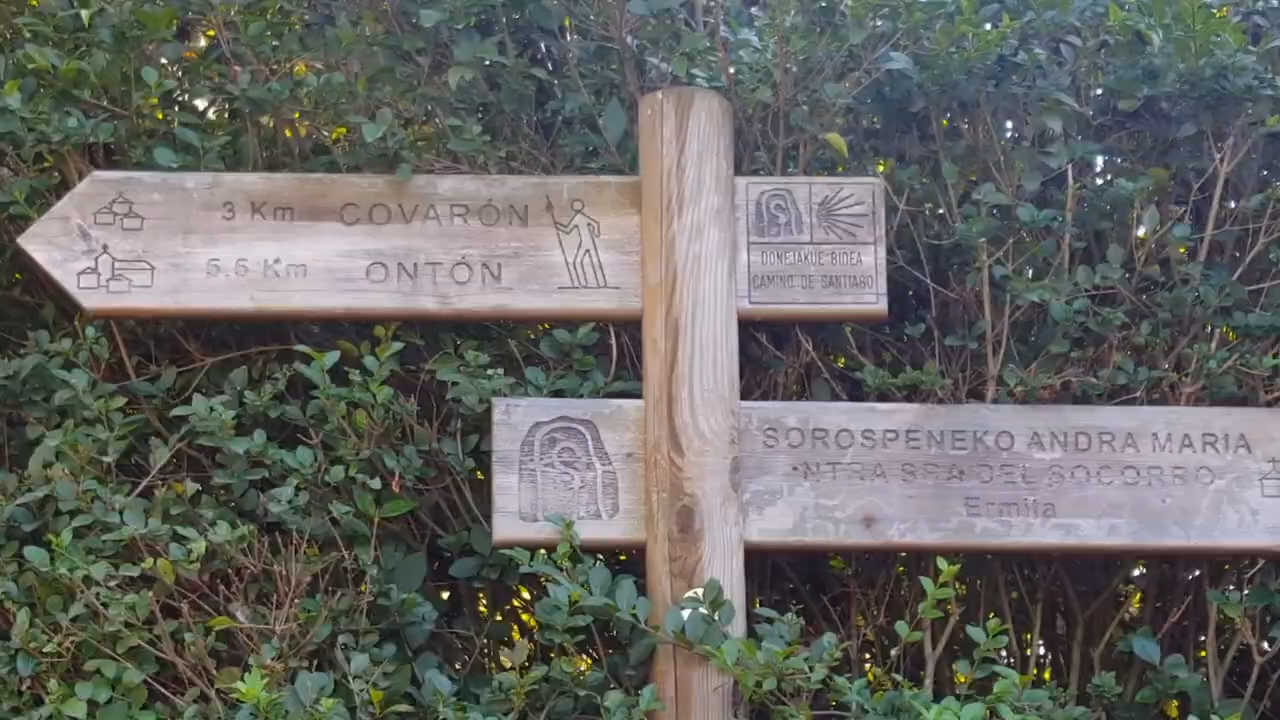 3 Km COVARÓN
5.5 Km ONTÓN
DONEJAKUE BIDEA
CAMINO DE SANTIAGO
SOROSPENEKO ANDRA MARIA
NTRA SRA DEL SOCORRO
Ermita